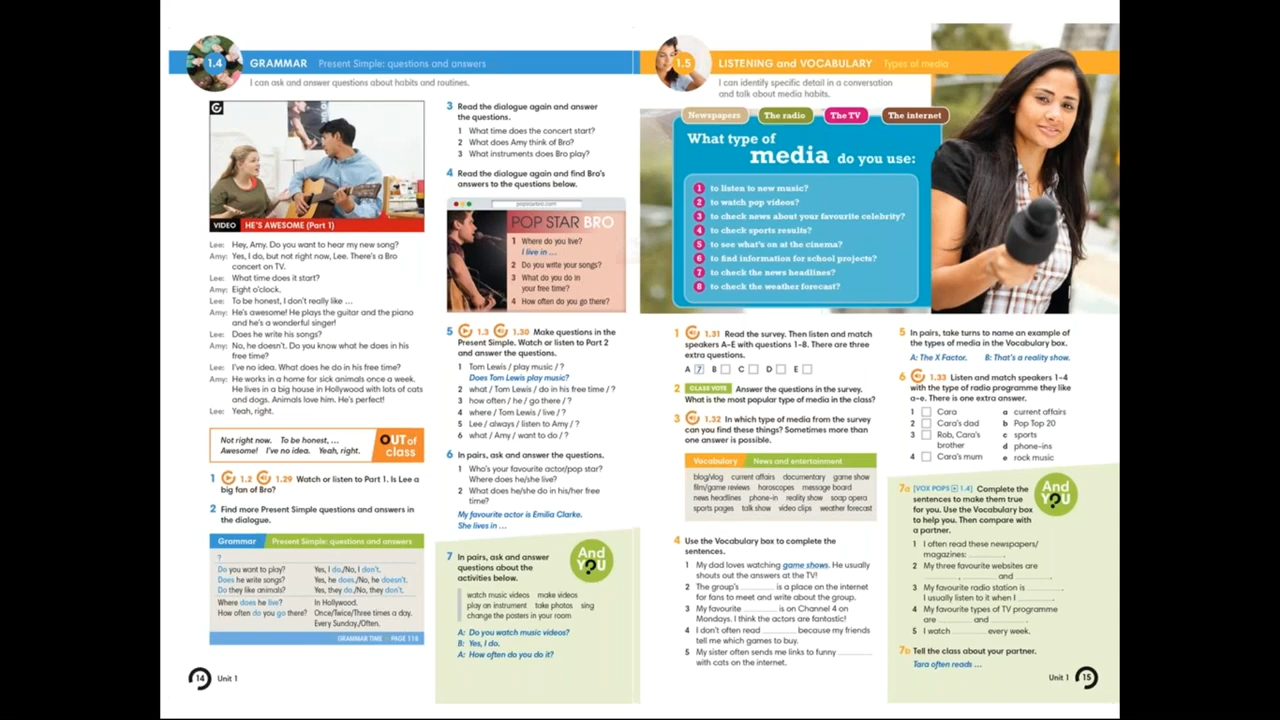 1.4 GRAMMAR Present Simple: questions and answers
I can ask and answer questions about habits and routines.
VIDEO HE'S AWESOME (Part 1)
Lee: Hey, Amy. Do you want to hear my new song?
Amy: Yes, I do, but not right now, Lee. There's a Bro
concert on TV.
Lee: What time does it start?
Amy: Eight o'clock.
Lee: To be honest, I don't really like ...
Amy: He's awesome! He plays the guitar and the piano
and he's a wonderful singer!
Lee: Does he write his songs?
Amy: No, he doesn't. Do you know what he does in his
free time?
Lee: I've no idea. What does he do in his free time?
Amy: He works in a home for sick animals once a week.
He lives in a big house in Hollywood with lots of cats
and dogs. Animals love him. He's perfect!
Lee: Yeah, right.
Not right now. To be honest, ...
Awesome! I've no idea. Yeah, right.
OUT of
class
1 1.2 1.29 Watch or listen to Part 1. Is Lee a
big fan of Bro?
2 Find more Present Simple questions and answers in
the dialogue.
Grammar Present Simple: questions and answers
?
Do you want to play? Yes, I do./No, I don't.
Does he write songs? Yes, he does./No, he doesn't.
Do they like animals? Yes, they do./No, they don't.
Where does he live? In Hollywood.
How often do you go there? Once/Twice/Three times a day.
Every Sunday./Often.
GRAMMAR TIME PAGE 118
14 Unit 1
3 Read the dialogue again and answer
the questions.
1 What time does the concert start?
2 What does Amy think of Bro?
3 What instruments does Bro play?
4 Read the dialogue again and find Bro's
answers to the questions below.
popstarbro.com
POP STAR BRO
1 Where do you live?
I live in ...
2 Do you write your songs?
3 What do you do in
your free time?
4 How often do you go there?
5 1.3 1.30 Make questions in the
Present Simple. Watch or listen to Part 2
and answer the questions.
1 Tom Lewis / play music / ?
Does Tom Lewis play music?
2 what / Tom Lewis / do in his free time / ?
3 how often / he / go there / ?
4 where / Tom Lewis / live / ?
5 Lee / always / listen to Amy / ?
6 what / Amy / want to do / ?
6 In pairs, ask and answer the questions.
1 Who's your favourite actor/pop star?
Where does he/she live?
2 What does he/she do in his/her free
time?
My favourite actor is Emilia Clarke.
She lives in ...
7 In pairs, ask and answer
questions about the
activities below.
And
YOU
?
watch music videos make videos
play an instrument take photos sing
change the posters in your room
A: Do you watch music videos?
B: Yes, I do.
A: How often do you do it?
1.5 LISTENING and VOCABULARY Types of media
I can identify specific detail in a conversation
and talk about media habits.
Newspapers The radio The TV The internet
What type of
media do you use:
1 to listen to new music?
2 to watch pop videos?
3 to check news about your favourite celebrity?
4 to check sports results?
5 to see what's on at the cinema?
6 to find information for school projects?
7 to check the news headlines?
8 to check the weather forecast?
1 1.31 Read the survey. Then listen and match
speakers A–E with questions 1–8. There are three
extra questions.
A 7 B C D E
2 CLASS VOTE Answer the questions in the survey.
What is the most popular type of media in the class?
3 1.32 In which type of media from the survey
can you find these things? Sometimes more than
one answer is possible.
Vocabulary News and entertainment
blog/vlog current affairs documentary game show
film/game reviews horoscopes message board
news headlines phone-in reality show soap opera
sports pages talk show video clips weather forecast
4 Use the Vocabulary box to complete the
sentences.
1 My dad loves watching game shows. He usually
shouts out the answers at the TV!
2 The group's ________ is a place on the internet
for fans to meet and write about the group.
3 My favourite ________ is on Channel 4 on
Mondays. I think the actors are fantastic!
4 I don't often read ________ because my friends
tell me which games to buy.
5 My sister often sends me links to funny ________
with cats on the internet.
5 In pairs, take turns to name an example of
the types of media in the Vocabulary box.
A: The X Factor. B: That's a reality show.
6 1.33 Listen and match speakers 1–4
with the type of radio programme they like
a–e. There is one extra answer.
1 Cara a current affairs
2 Cara's dad b Pop Top 20
3 Rob, Cara's c sports
brother d phone-ins
4 Cara's mum e rock music
7a [VOX POPS 1.4] Complete the
sentences to make them true
for you. Use the Vocabulary box
to help you. Then compare with
a partner.
And
YOU
?
1 I often read these newspapers/
magazines: ________.
2 My three favourite websites are
________, ________ and ________.
3 My favourite radio station is ________.
I usually listen to it when I ________.
4 My favourite types of TV programme
are ________ and ________.
5 I watch ________ every week.
7b Tell the class about your partner.
Tara often reads ...
Unit 1 15